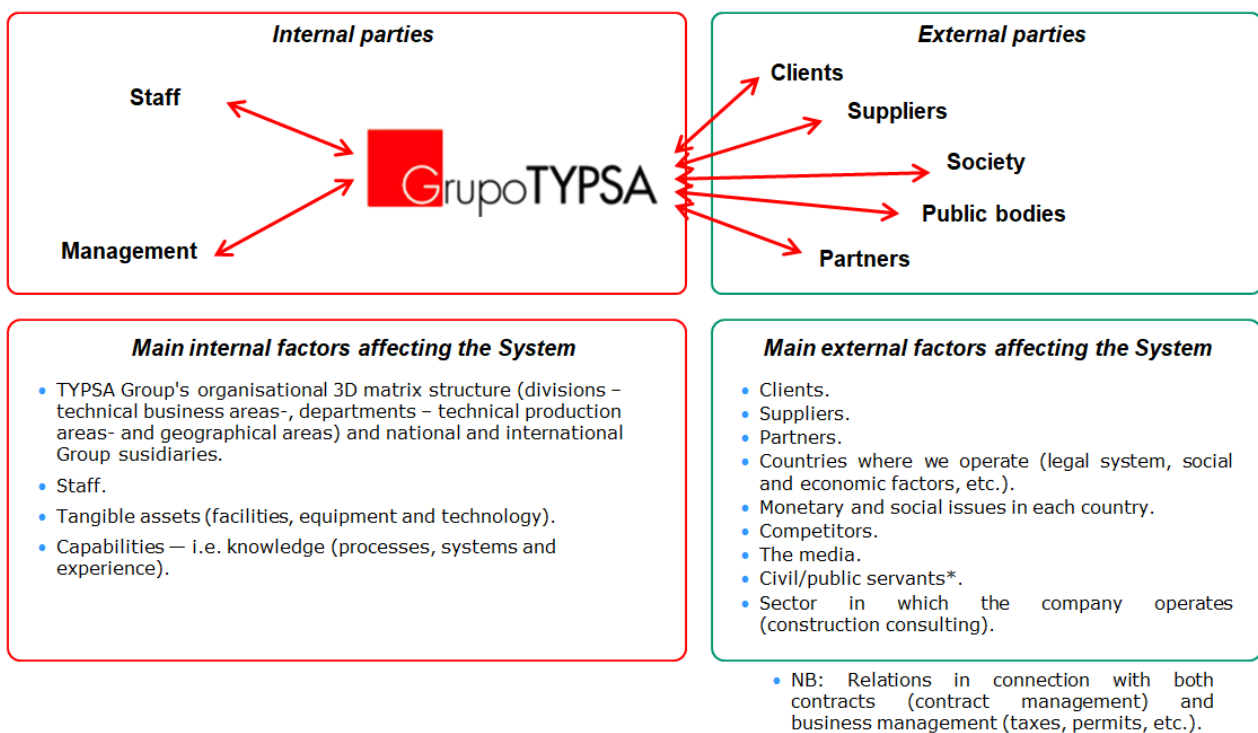 Internal parties
Staff
GrupoTYPSA
Management
External parties
Clients
Suppliers
Society
Public bodies
Partners
Main internal factors affecting the System
• TYPSA Group's organisational 3D matrix structure (divisions –
technical business areas-, departments – technical production
areas- and geographical areas) and national and international
Group susidiaries.
• Staff.
• Tangible assets (facilities, equipment and technology).
• Capabilities — i.e. knowledge (processes, systems and
experience).
Main external factors affecting the System
• Clients.
• Suppliers.
• Partners.
• Countries where we operate (legal system, social
and economic factors, etc.).
• Monetary and social issues in each country.
• Competitors.
• The media.
• Civil/public servants*.
• Sector in which the company operates
(construction consulting).
• NB: Relations in connection with both
contracts (contract management) and
business management (taxes, permits, etc.).